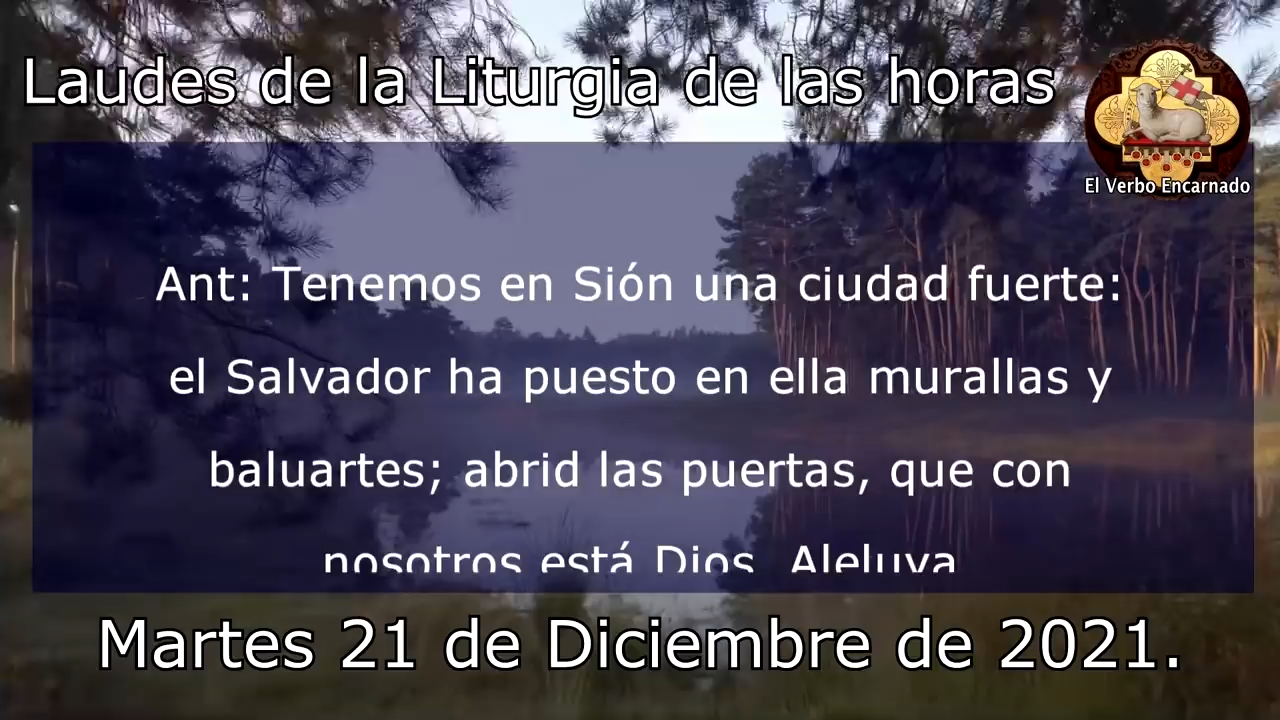 Laudes de la Liturgia de las horas
El Verbo Encarnado
Ant: Tenemos en Sión una ciudad fuerte:
el Salvador ha puesto en ella murallas y
baluartes; abrid las puertas, que con
nosotros está Dios. Aleluya
Martes 21 de Diciembre de 2021.